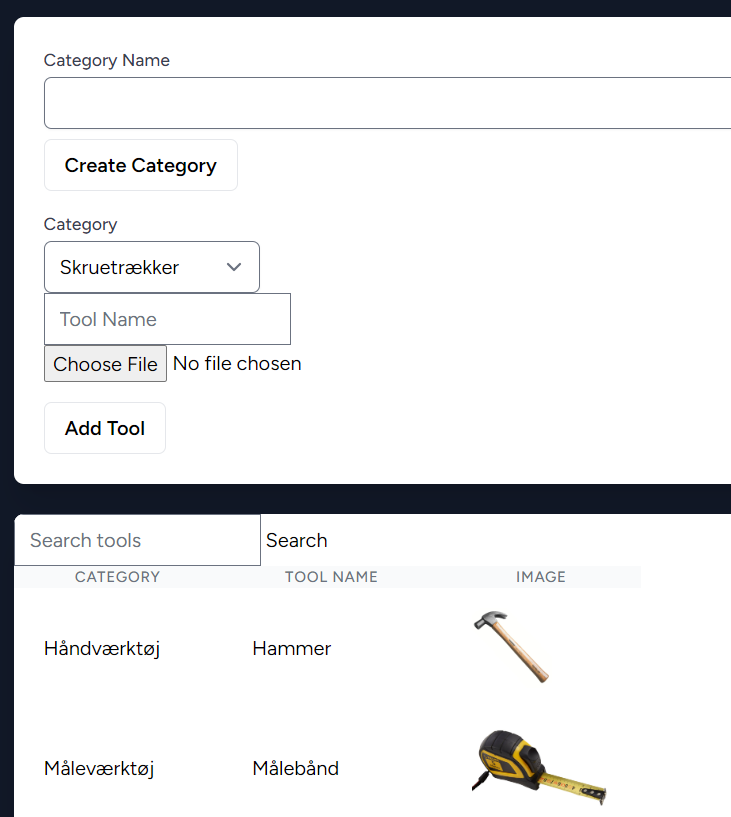 Category Name
Create Category
Category
Skruetrækker
Tool Name
Choose File No file chosen
Add Tool
Search tools Search
CATEGORY TOOL NAME IMAGE
Håndværktøj Hammer
Måleværktøj Målebånd